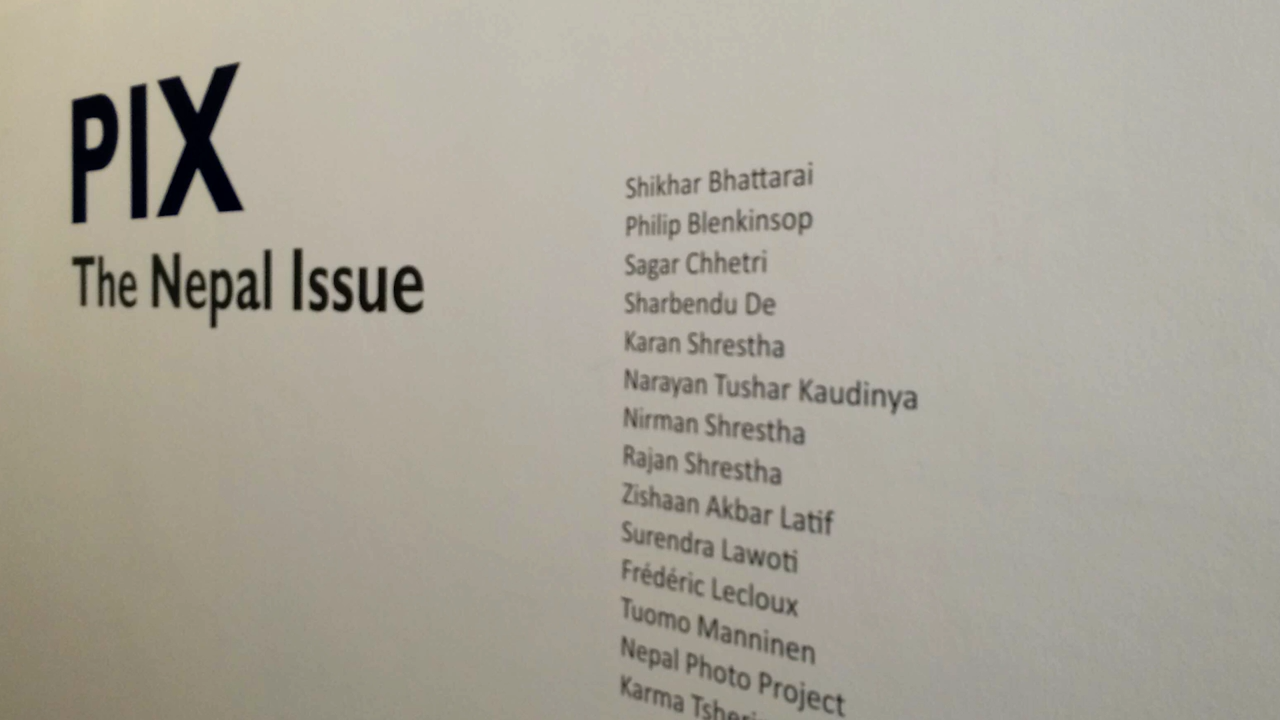 PIX
The Nepal Issue
Shikhar Bhattarai
Philip Blenkinsop
Sagar Chhetri
Sharbendu De
Karan Shrestha
Narayan Tushar Kaudinya
Nirman Shrestha
Rajan Shrestha
Zishaan Akbar Latif
Surendra Lawoti
Frédéric Lecloux
Tuomo Manninen
Nepal Photo Project
Karma